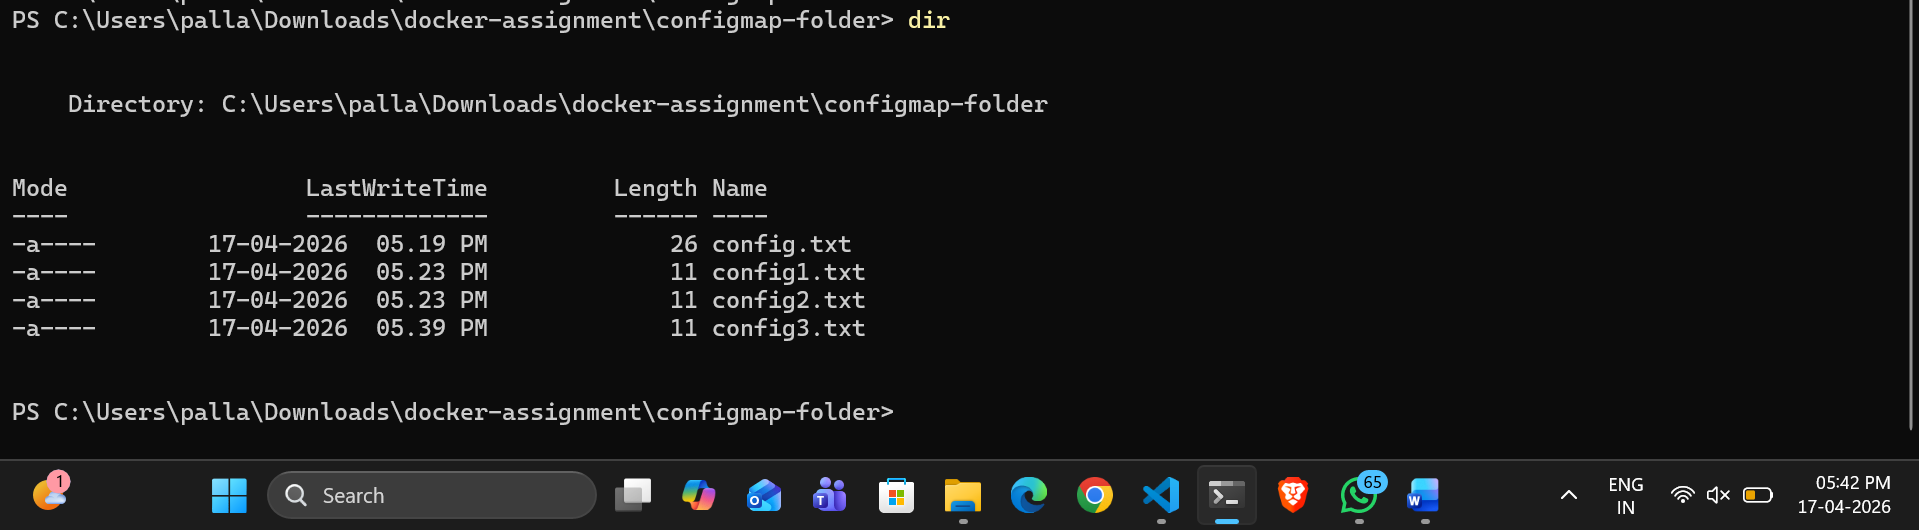 PS C:\Users\palla\Downloads\docker-assignment\configmap-folder> dir
Directory: C:\Users\palla\Downloads\docker-assignment\configmap-folder
Mode LastWriteTime Length Name
---- ------------- ------ ----
-a---- 17-04-2026 05.19 PM 26 config.txt
-a---- 17-04-2026 05.23 PM 11 config1.txt
-a---- 17-04-2026 05.23 PM 11 config2.txt
-a---- 17-04-2026 05.39 PM 11 config3.txt
PS C:\Users\palla\Downloads\docker-assignment\configmap-folder>
1
Search
65
ENG
IN
05:42 PM
17-04-2026